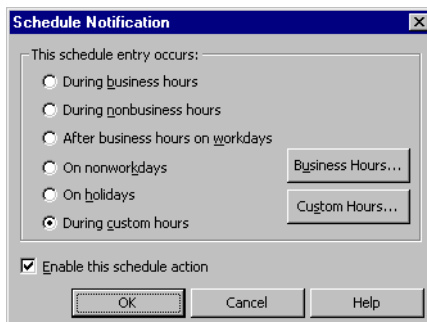 Schedule Notification
This schedule entry occurs:
During business hours
During nonbusiness hours
After business hours on workdays
On nonworkdays
Business Hours...
On holidays
Custom Hours...
During custom hours
Enable this schedule action
OK
Cancel
Help